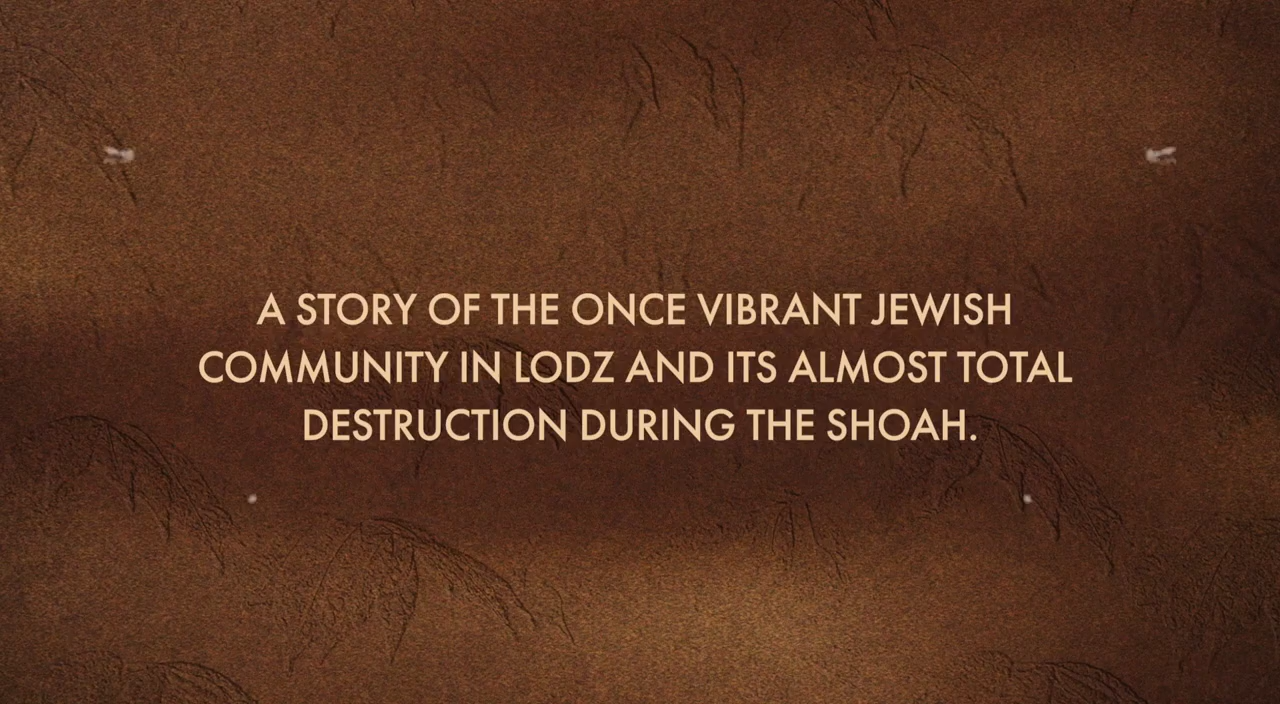 A STORY OF THE ONCE VIBRANT JEWISH
COMMUNITY IN LODZ AND ITS ALMOST TOTAL
DESTRUCTION DURING THE SHOAH.